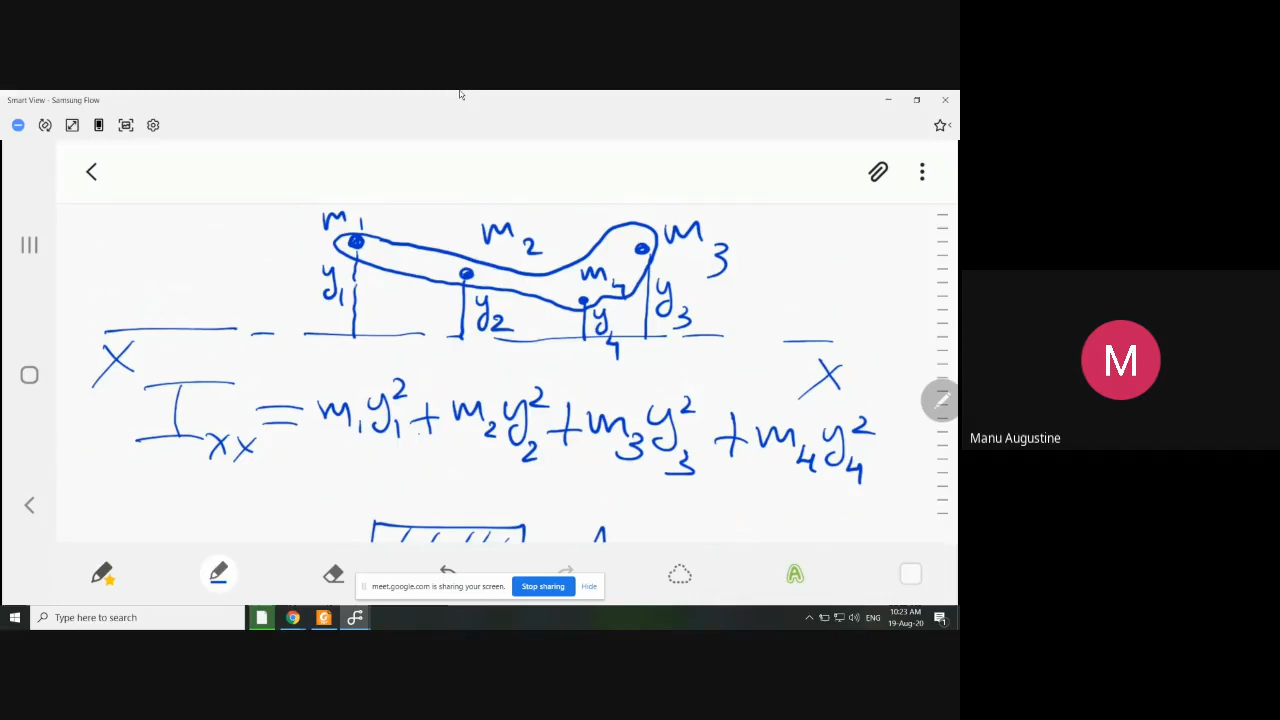 Smart View - Samsung Flow
m1 m2 m3
m4
y1 y2 y4 y3
X X
Ixx = m1y1² + m2y2² + m3y3² + m4y4²
M
Manu Augustine
A
meet.google.com is sharing your screen. Stop sharing Hide
Type here to search
ENG
10:23 AM
19-Aug-20